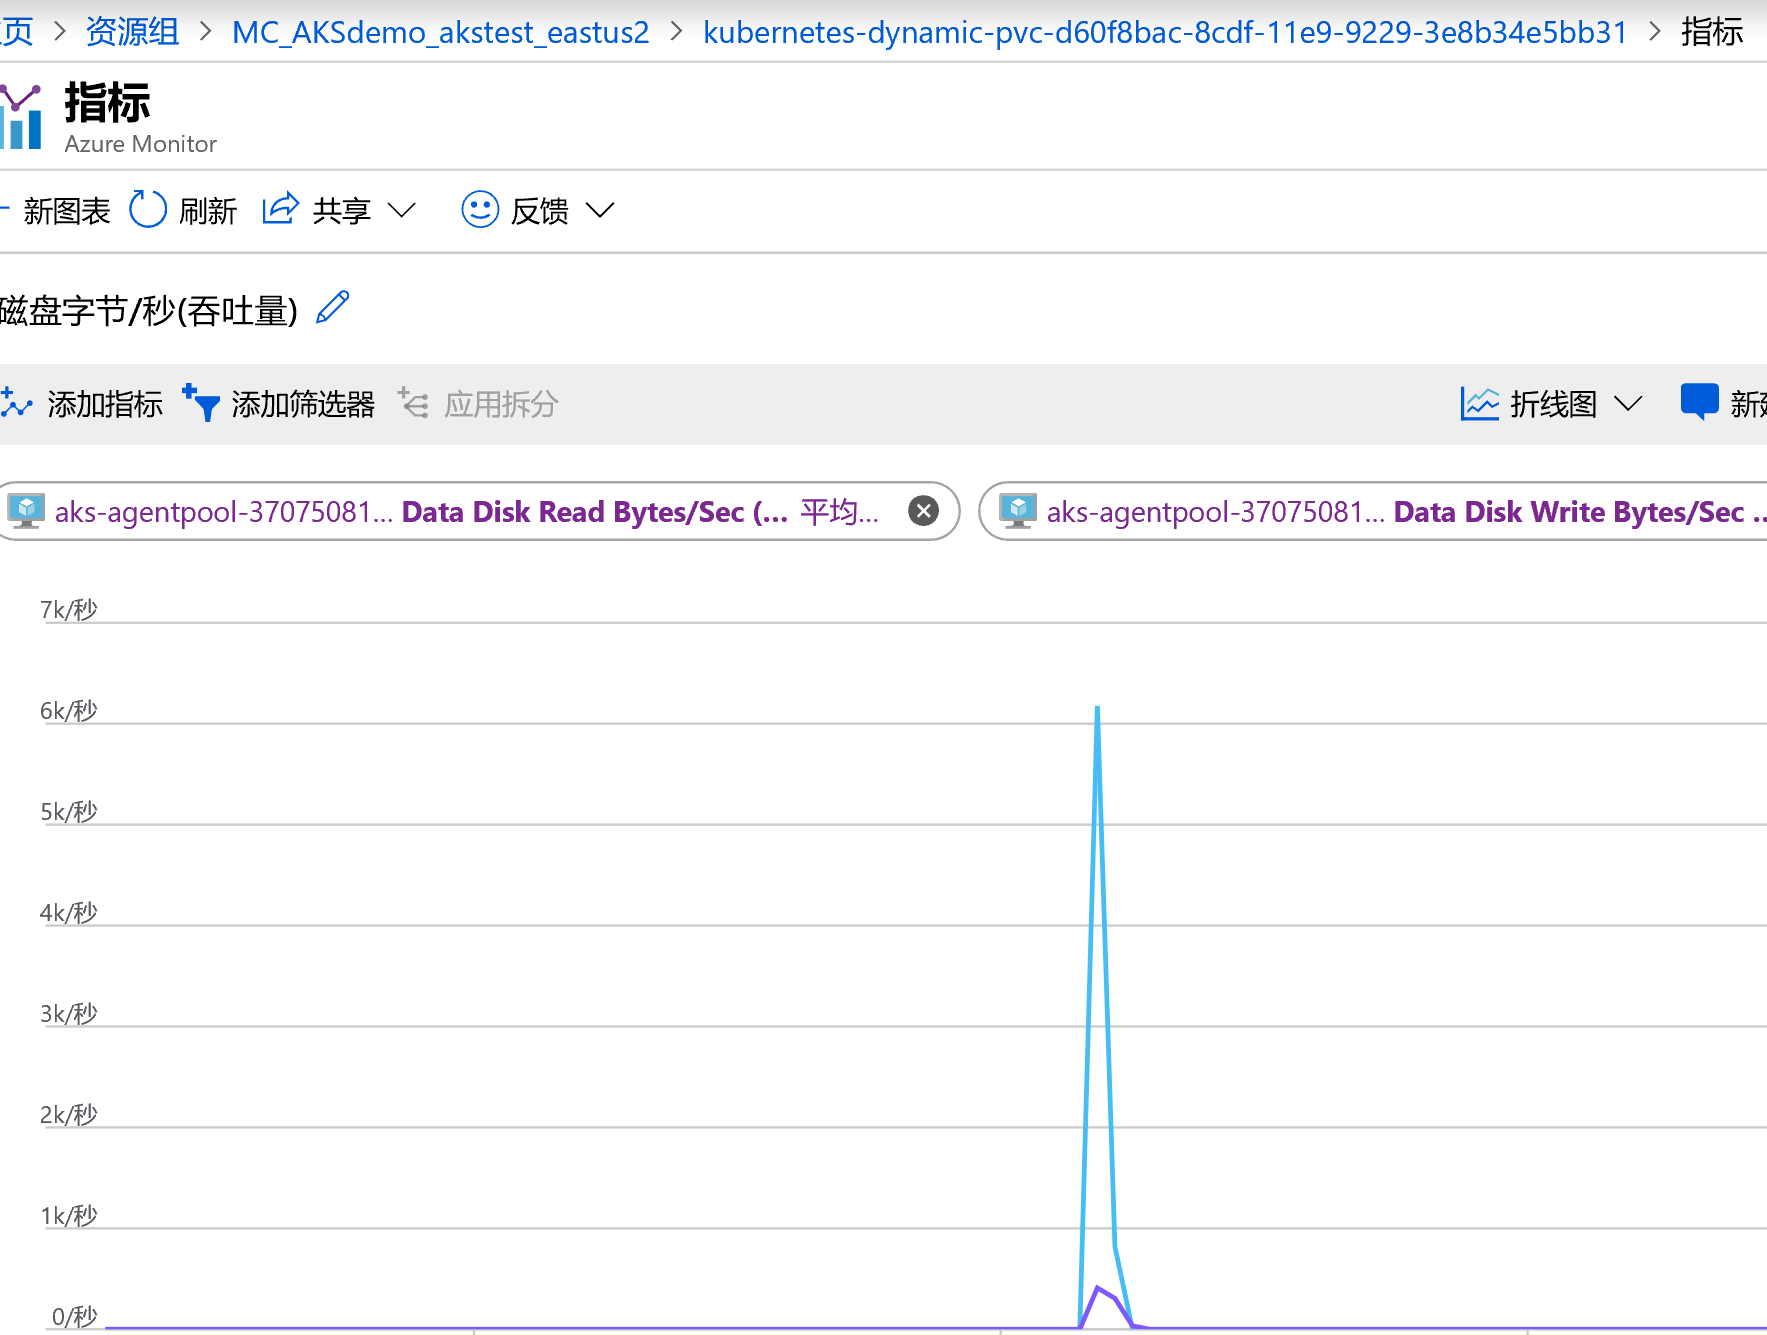 页 > 资源组 > MC_AKSdemo_akstest_eastus2 > kubernetes-dynamic-pvc-d60f8bac-8cdf-11e9-9229-3e8b34e5bb31 > 指标
指标
Azure Monitor
新图表 刷新 共享 反馈
磁盘字节/秒(吞吐量)
添加指标 添加筛选器 应用拆分 折线图 新建
aks-agentpool-37075081... Data Disk Read Bytes/Sec (... 平均... aks-agentpool-37075081... Data Disk Write Bytes/Sec ...
7k/秒
6k/秒
5k/秒
4k/秒
3k/秒
2k/秒
1k/秒
0/秒